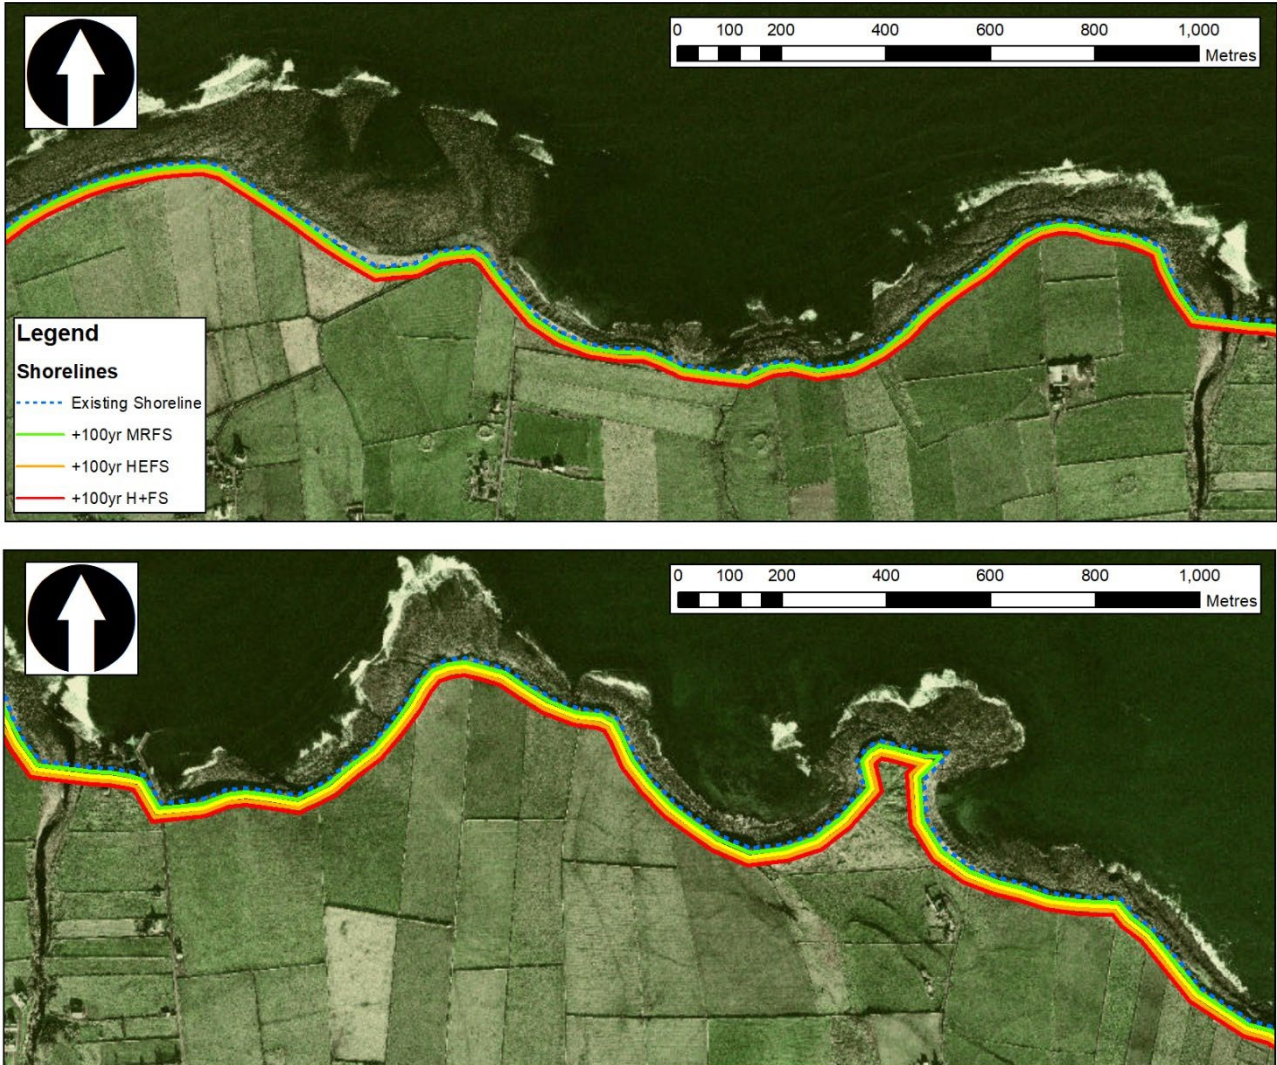 0 100 200 400 600 800 1,000
Metres
Legend
Shorelines
Existing Shoreline
+100yr MRFS
+100yr HEFS
+100yr H+FS
0 100 200 400 600 800 1,000
Metres